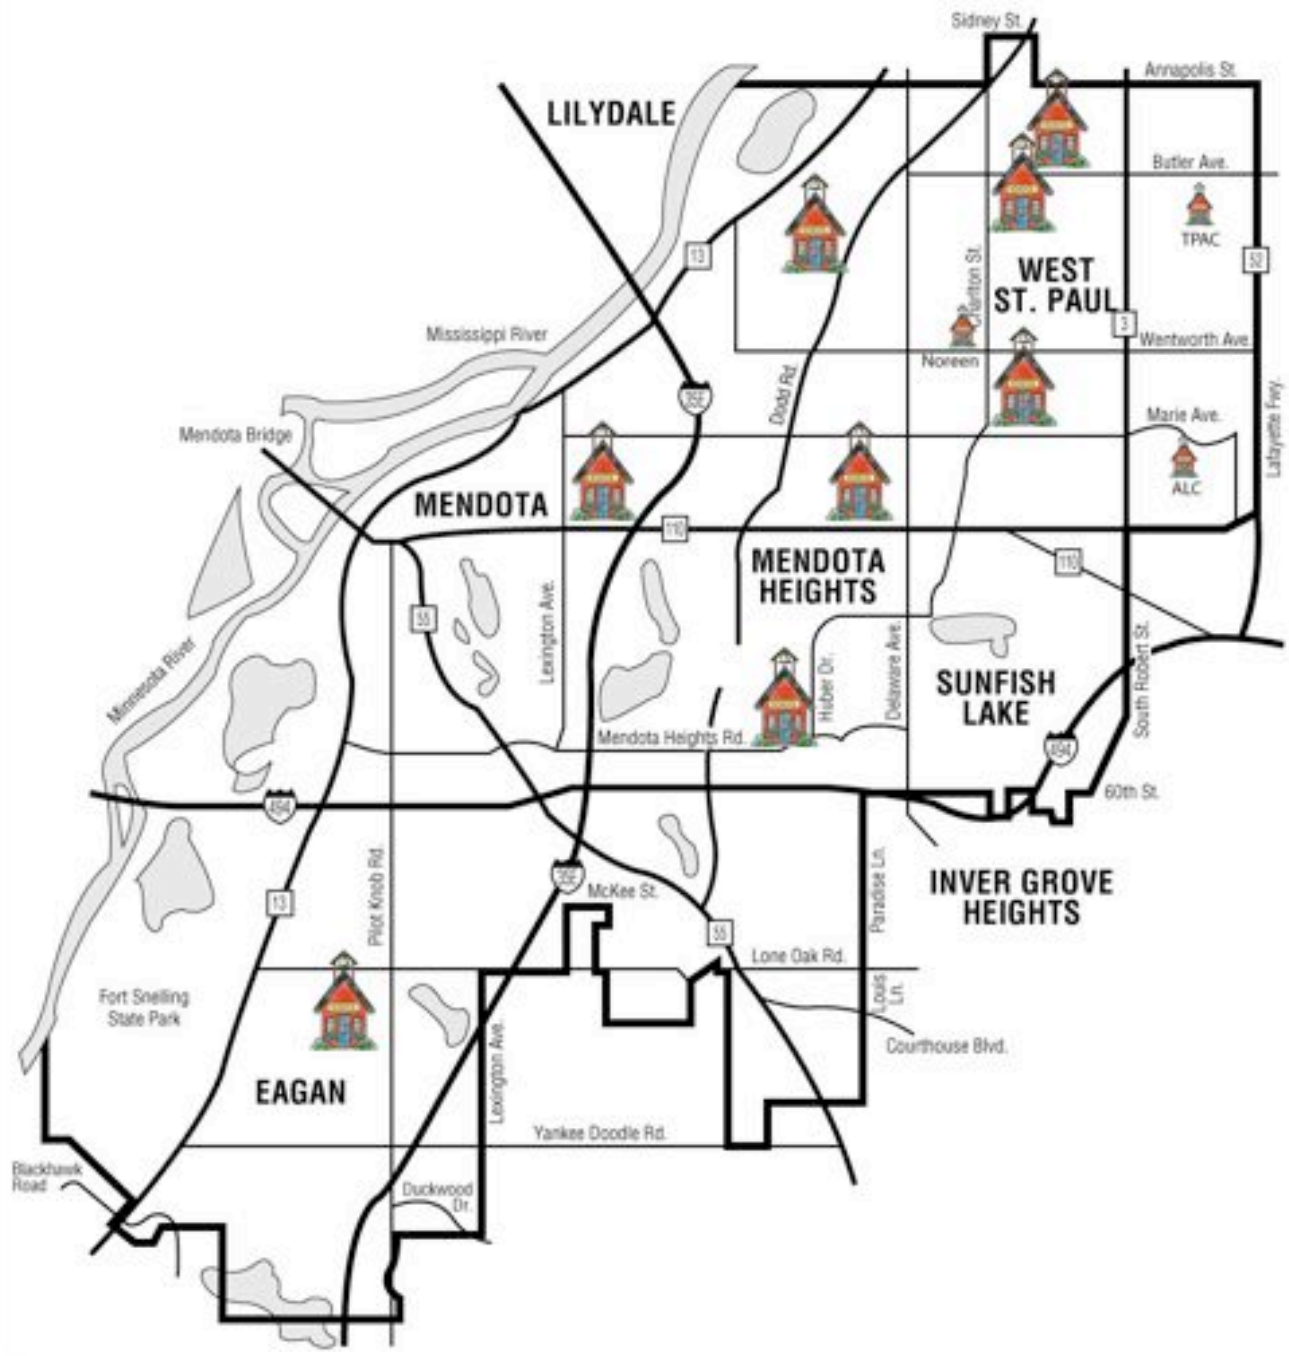 Sidney St.
Annapolis St.
LILYDALE
Butler Ave.
TPAC
13
Charlton St.
WEST
ST. PAUL
3
Mississippi River
Wentworth Ave.
Noreen
35E
Dodd Rd.
Lafayette Fwy.
Marie Ave.
Mendota Bridge
ALC
MENDOTA
110
MENDOTA
HEIGHTS
110
55
Lexington Ave.
Minnesota River
Huber Dr.
Delaware Ave.
South Robert St.
SUNFISH
LAKE
Mendota Heights Rd.
494
494
60th St.
Pilot Knob Rd.
Paradise Ln.
35E
McKee St.
INVER GROVE
HEIGHTS
13
55
Lone Oak Rd.
Louis
Ln.
Fort Snelling
State Park
Courthouse Blvd.
Lexington Ave.
EAGAN
Yankee Doodle Rd.
Blackhawk
Road
Duckwood
Dr.